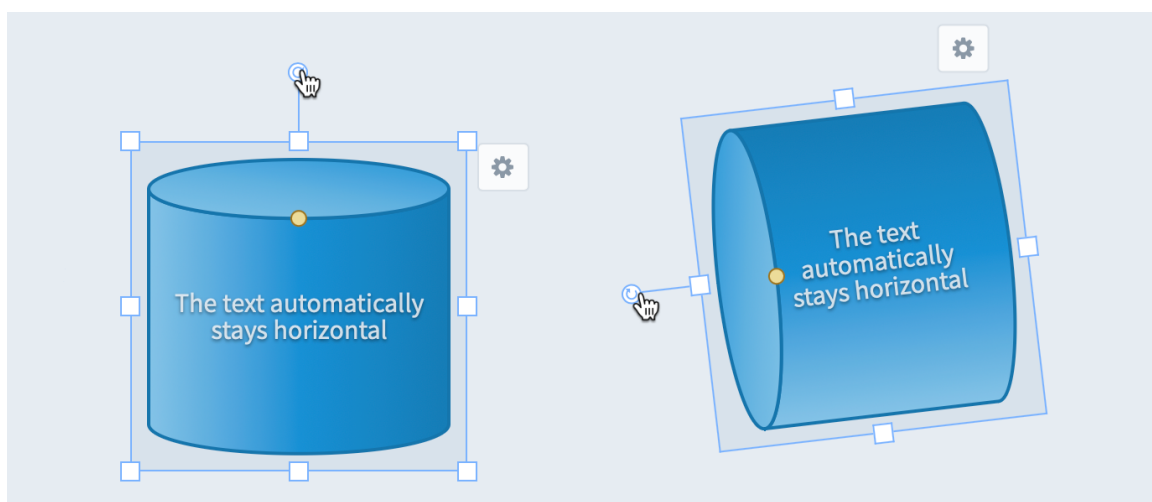 The text automatically
stays horizontal
The text
automatically
stays horizontal